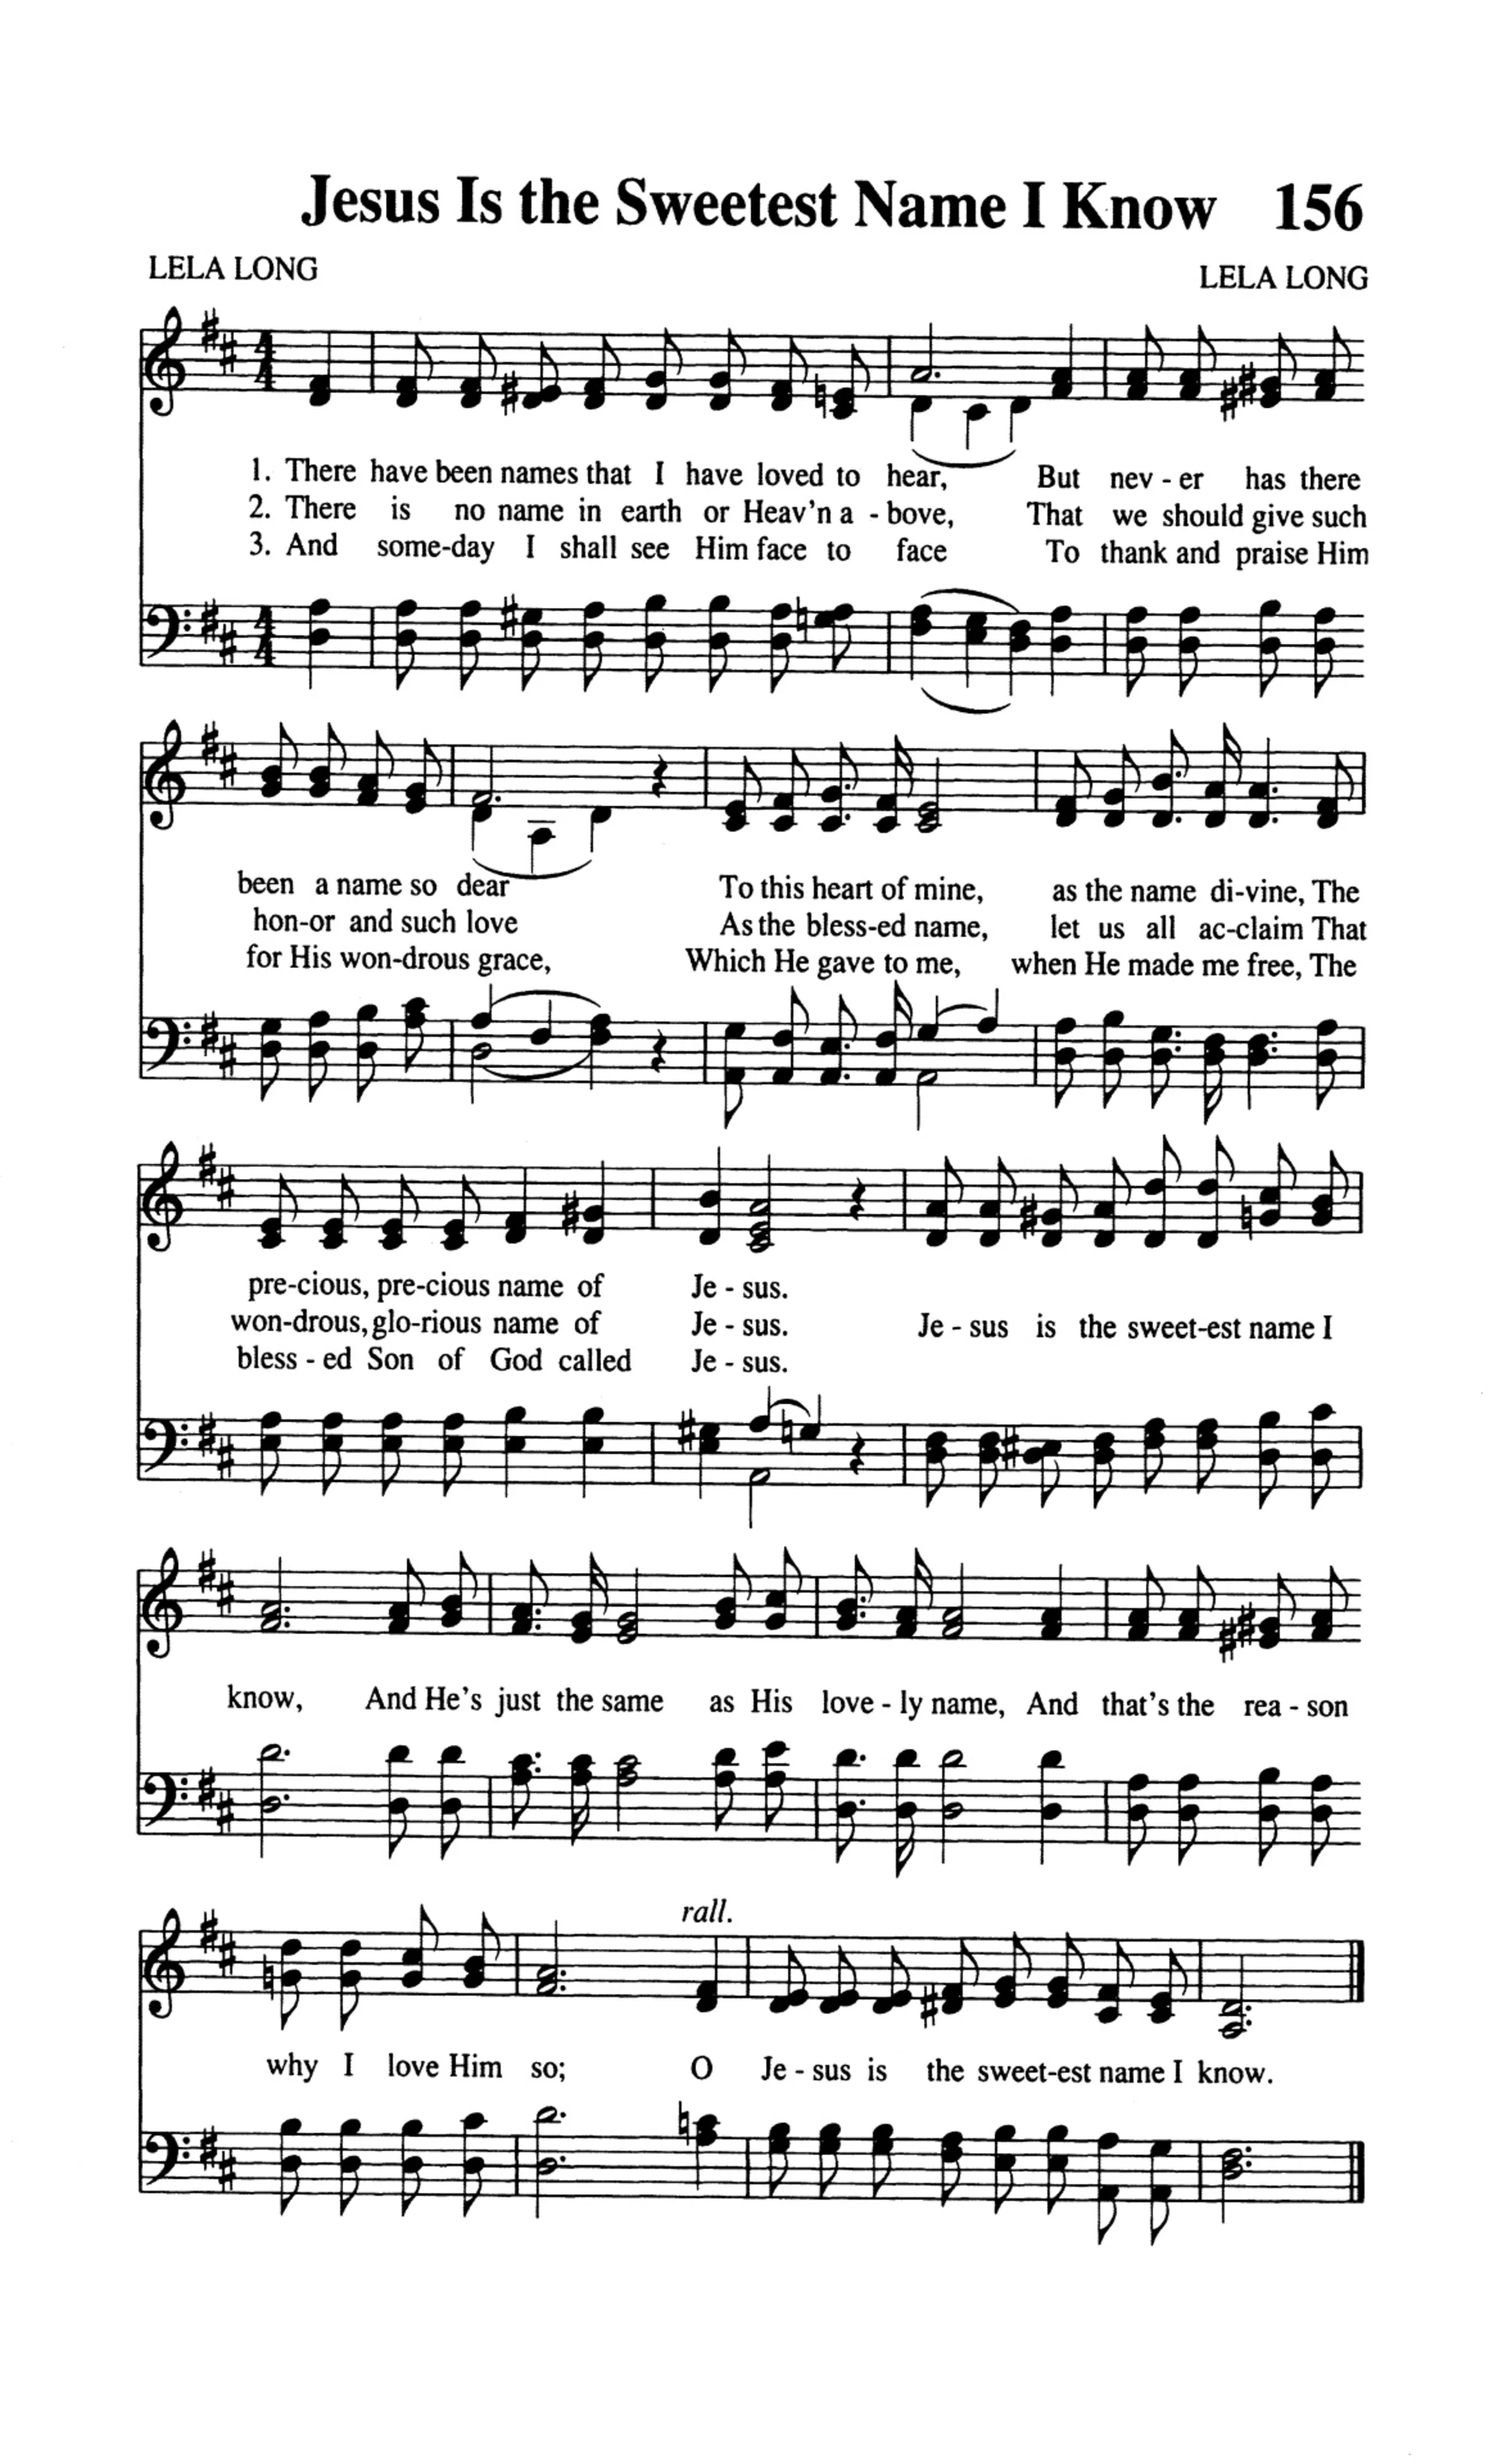 Jesus Is the Sweetest Name I Know 156
LELA LONG
LELA LONG
1. There have been names that I have loved to hear, But nev - er has there
2. There is no name in earth or Heav'n a - bove, That we should give such
3. And some-day I shall see Him face to face To thank and praise Him
been a name so dear To this heart of mine, as the name di-vine, The
hon-or and such love As the bless-ed name, let us all ac-claim That
for His won-drous grace, Which He gave to me, when He made me free, The
pre-cious, pre-cious name of Je - sus.
won-drous, glo-rious name of Je - sus. Je - sus is the sweet-est name I
bless - ed Son of God called Je - sus.
know, And He's just the same as His love - ly name, And that's the rea - son
rall.
why I love Him so; O Je - sus is the sweet-est name I know.